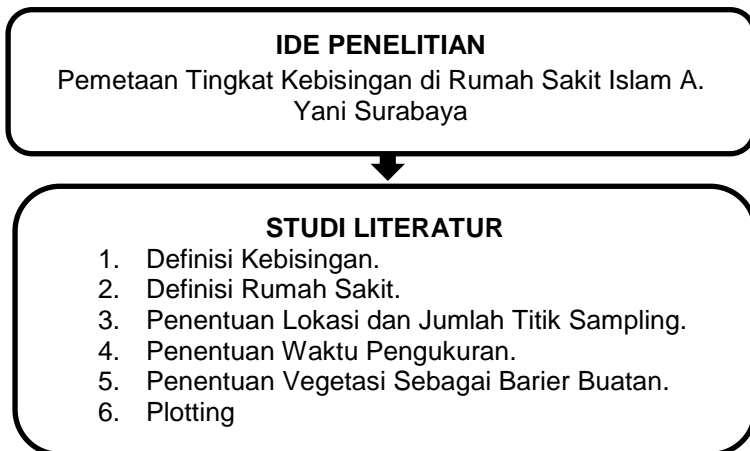 IDE PENELITIAN
Pemetaan Tingkat Kebisingan di Rumah Sakit Islam A.
Yani Surabaya
STUDI LITERATUR
1. Definisi Kebisingan.
2. Definisi Rumah Sakit.
3. Penentuan Lokasi dan Jumlah Titik Sampling.
4. Penentuan Waktu Pengukuran.
5. Penentuan Vegetasi Sebagai Barier Buatan.
6. Plotting